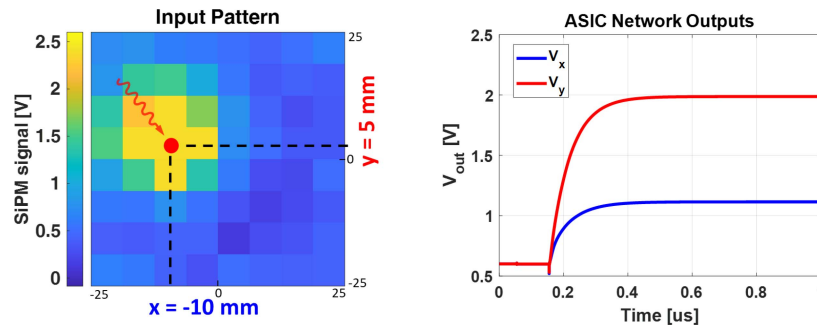 Input Pattern
SiPM signal [V]
2.5
2
1.5
1
0.5
0
25
0
-25
y = 5 mm
-25
0
25
x = -10 mm
ASIC Network Outputs
V_x
V_y
V_out [V]
2.5
2
1.5
1
0.5
0.2
0.4
0.6
0.8
Time [us]